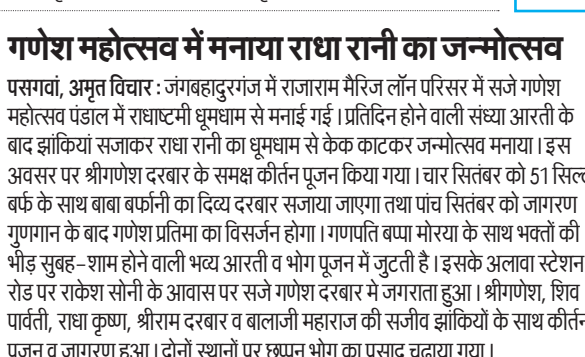 गणेश महोत्सव में मनाया राधा रानी का जन्मोत्सव
पसगवां, अमृत विचार : जंगबहादुरगंज में राजाराम मैरिज लॉन परिसर में सजे गणेश
महोत्सव पंडाल में राधाष्टमी धूमधाम से मनाई गई । प्रतिदिन होने वाली संध्या आरती के
बाद झांकियां सजाकर राधा रानी का धूमधाम से केक काटकर जन्मोत्सव मनाया । इस
अवसर पर श्रीगणेश दरबार के समक्ष कीर्तन पूजन किया गया । चार सितंबर को 51 सिल्
बर्फ के साथ बाबा बर्फानी का दिव्य दरबार सजाया जाएगा तथा पांच सितंबर को जागरण
गुणगान के बाद गणेश प्रतिमा का विसर्जन होगा । गणपति बप्पा मोरया के साथ भक्तों की
भीड़ सुबह-शाम होने वाली भव्य आरती व भोग पूजन में जुटती है । इसके अलावा स्टेशन
रोड पर राकेश सोनी के आवास पर सजे गणेश दरबार मे जगराता हुआ । श्रीगणेश, शिव
पार्वती, राधा कृष्ण, श्रीराम दरबार व बालाजी महाराज की सजीव झांकियों के साथ कीर्तन
पूजन व जागरण हुआ । दोनों स्थानों पर छप्पन भोग का प्रसाद चढ़ाया गया ।